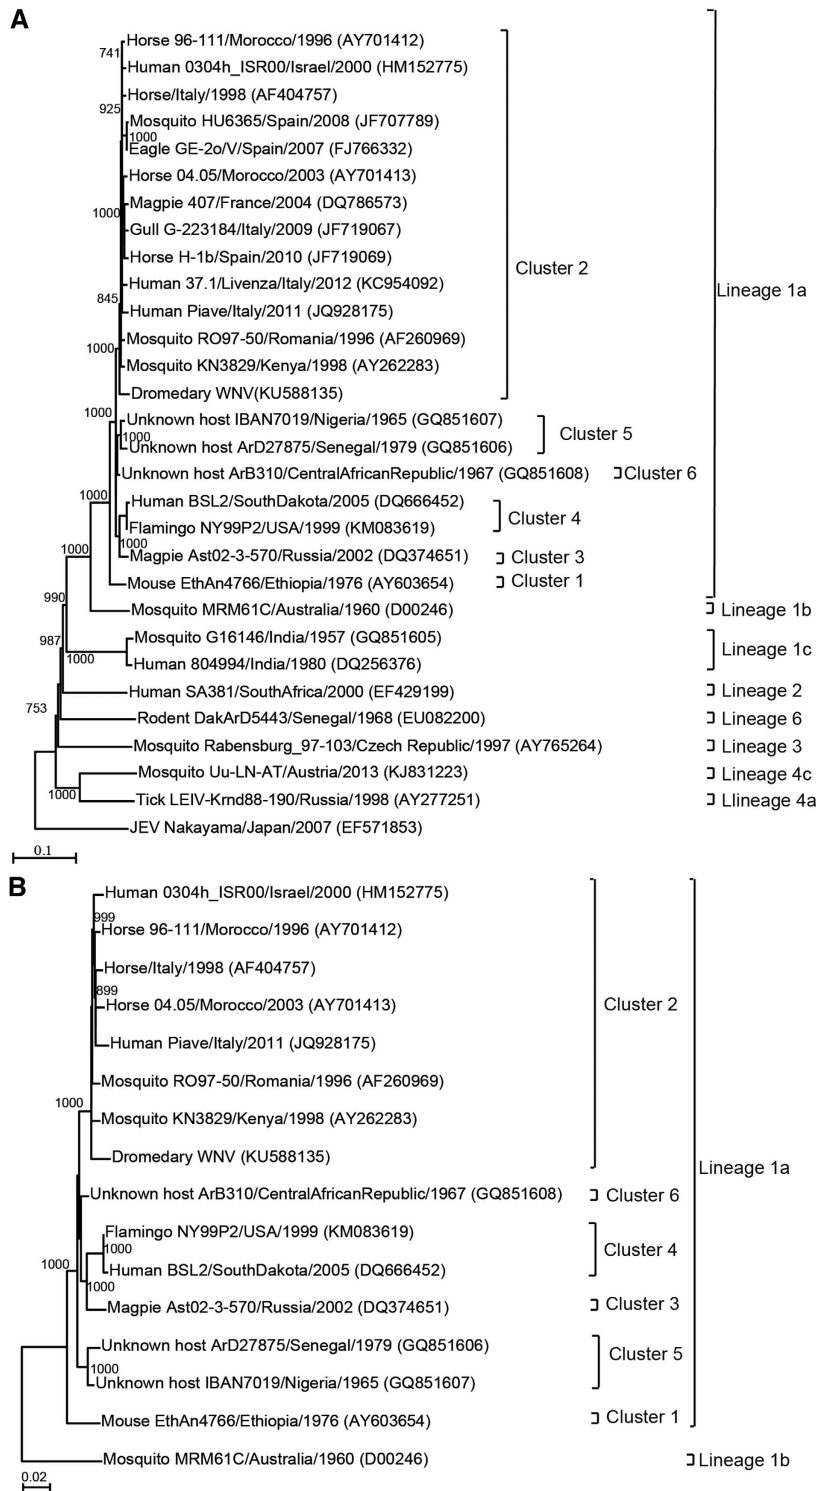 A
Horse 96-111/Morocco/1996 (AY701412)
741
Human 0304h_ISR00/Israel/2000 (HM152775)
Horse/Italy/1998 (AF404757)
925
Mosquito HU6365/Spain/2008 (JF707789)
1000
Eagle GE-2o/V/Spain/2007 (FJ766332)
Horse 04.05/Morocco/2003 (AY701413)
Magpie 407/France/2004 (DQ786573)
1000
Gull G-223184/Italy/2009 (JF719067)
Horse H-1b/Spain/2010 (JF719069)
Cluster 2
Human 37.1/Livenza/Italy/2012 (KC954092)
Lineage 1a
845
Human Piave/Italy/2011 (JQ928175)
Mosquito RO97-50/Romania/1996 (AF260969)
1000
Mosquito KN3829/Kenya/1998 (AY262283)
Dromedary WNV(KU588135)
1000
Unknown host IBAN7019/Nigeria/1965 (GQ851607)
1000
Cluster 5
Unknown host ArD27875/Senegal/1979 (GQ851606)
Unknown host ArB310/CentralAfricanRepublic/1967 (GQ851608)
Cluster 6
1000
Human BSL2/SouthDakota/2005 (DQ666452)
Cluster 4
Flamingo NY99P2/USA/1999 (KM083619)
1000
1000
Magpie Ast02-3-570/Russia/2002 (DQ374651)
Cluster 3
Mouse EthAn4766/Ethiopia/1976 (AY603654)
Cluster 1
990
Mosquito MRM61C/Australia/1960 (D00246)
Lineage 1b
987
Mosquito G16146/India/1957 (GQ851605)
Lineage 1c
1000
Human 804994/India/1980 (DQ256376)
Human SA381/SouthAfrica/2000 (EF429199)
Lineage 2
753
Rodent DakArD5443/Senegal/1968 (EU082200)
Lineage 6
Mosquito Rabensburg_97-103/Czech Republic/1997 (AY765264)
Lineage 3
Mosquito Uu-LN-AT/Austria/2013 (KJ831223)
Lineage 4c
1000
Tick LEIV-Krnd88-190/Russia/1998 (AY277251)
Llineage 4a
JEV Nakayama/Japan/2007 (EF571853)
0.1
B
Human 0304h_ISR00/Israel/2000 (HM152775)
999
Horse 96-111/Morocco/1996 (AY701412)
Horse/Italy/1998 (AF404757)
899
Horse 04.05/Morocco/2003 (AY701413)
Cluster 2
Human Piave/Italy/2011 (JQ928175)
Mosquito RO97-50/Romania/1996 (AF260969)
1000
Mosquito KN3829/Kenya/1998 (AY262283)
Dromedary WNV (KU588135)
Lineage 1a
Unknown host ArB310/CentralAfricanRepublic/1967 (GQ851608)
Cluster 6
Flamingo NY99P2/USA/1999 (KM083619)
1000
Cluster 4
1000
Human BSL2/SouthDakota/2005 (DQ666452)
1000
Magpie Ast02-3-570/Russia/2002 (DQ374651)
Cluster 3
Unknown host ArD27875/Senegal/1979 (GQ851606)
Cluster 5
1000
Unknown host IBAN7019/Nigeria/1965 (GQ851607)
Mouse EthAn4766/Ethiopia/1976 (AY603654)
Cluster 1
Mosquito MRM61C/Australia/1960 (D00246)
Lineage 1b
0.02